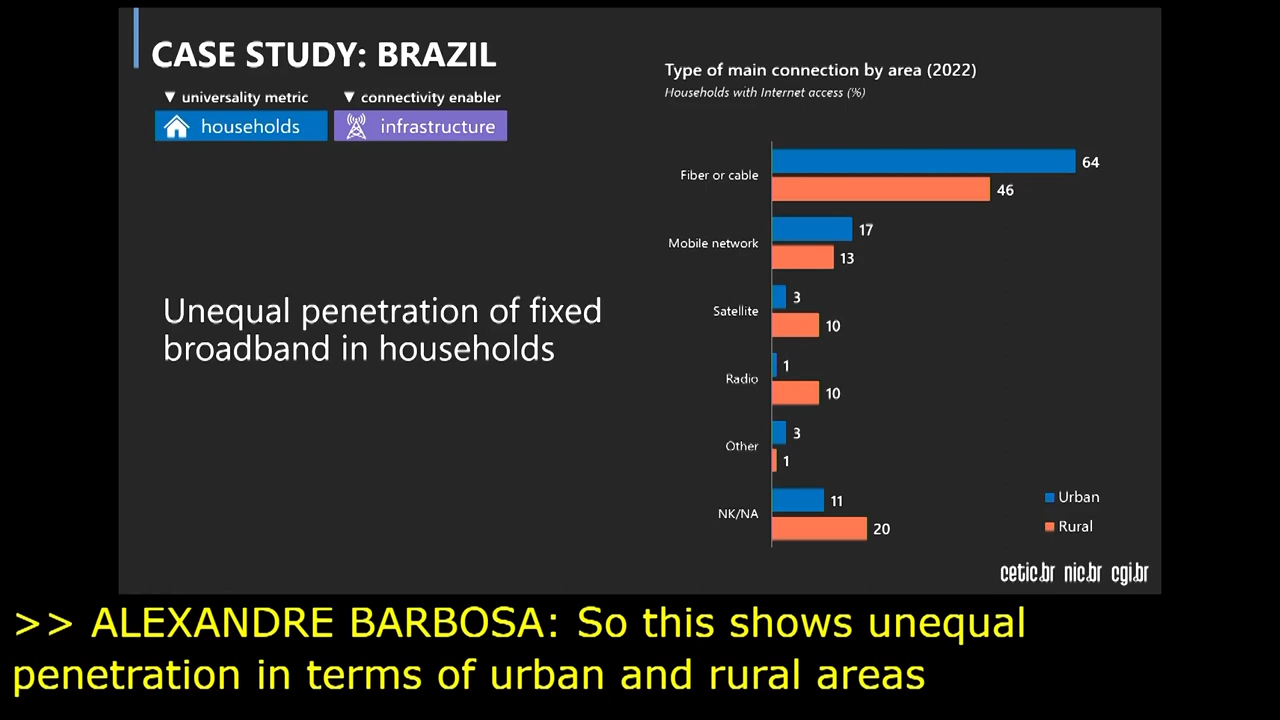 CASE STUDY: BRAZIL
▼ universality metric
▼ connectivity enabler
households
infrastructure
Unequal penetration of fixed
broadband in households
Type of main connection by area (2022)
Households with Internet access (%)
Fiber or cable
64
46
Mobile network
17
13
Satellite
3
10
Radio
1
10
Other
3
1
NK/NA
11
20
Urban
Rural
cetic.br nic.br cgi.br
>> ALEXANDRE BARBOSA: So this shows unequal
penetration in terms of urban and rural areas